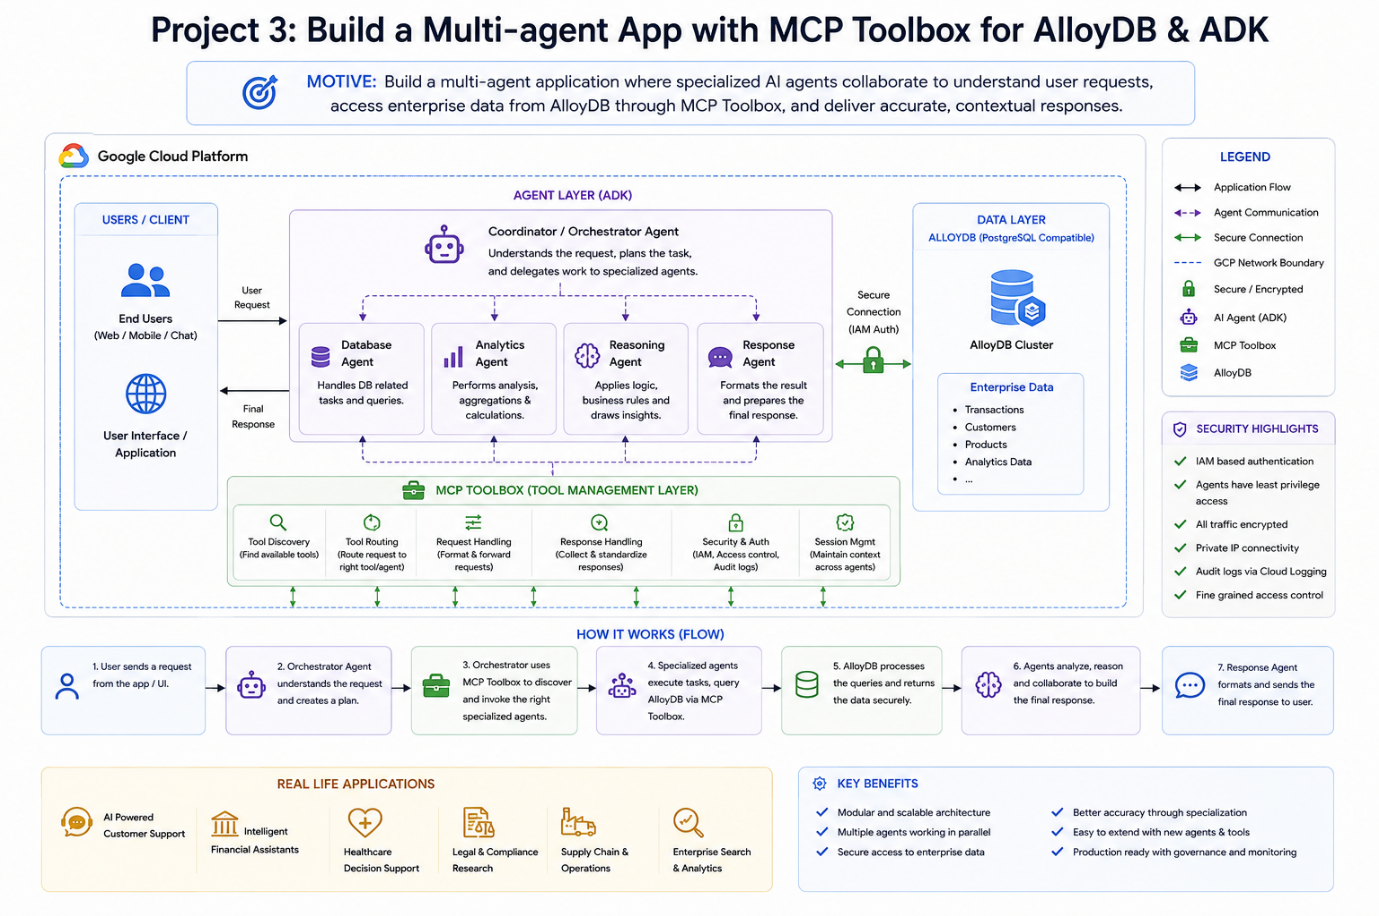 Project 3: Build a Multi-agent App with MCP Toolbox for AlloyDB & ADK
MOTIVE: Build a multi-agent application where specialized AI agents collaborate to understand user requests,
access enterprise data from AlloyDB through MCP Toolbox, and deliver accurate, contextual responses.
Google Cloud Platform
USERS / CLIENT
End Users
(Web / Mobile / Chat)
User Interface /
Application
User
Request
Final
Response
AGENT LAYER (ADK)
Coordinator / Orchestrator Agent
Understands the request, plans the task,
and delegates work to specialized agents.
Database
Agent
Handles DB related
tasks and queries.
Analytics
Agent
Performs analysis,
aggregations &
calculations.
Reasoning
Agent
Applies logic,
business rules and
draws insights.
Response
Agent
Formats the result
and prepares the
final response.
Secure
Connection
(IAM Auth)
DATA LAYER
ALLOYDB (PostgreSQL Compatible)
AlloyDB Cluster
Enterprise Data
• Transactions
• Customers
• Products
• Analytics Data
• ...
MCP TOOLBOX (TOOL MANAGEMENT LAYER)
Tool Discovery
(Find available tools)
Tool Routing
(Route request to
right tool/agent)
Request Handling
(Format & forward
requests)
Response Handling
(Collect & standardize
responses)
Security & Auth
(IAM, Access control,
Audit logs)
Session Mgmt
(Maintain context
across agents)
LEGEND
Application Flow
Agent Communication
Secure Connection
GCP Network Boundary
Secure / Encrypted
AI Agent (ADK)
MCP Toolbox
AlloyDB
SECURITY HIGHLIGHTS
IAM based authentication
Agents have least privilege
access
All traffic encrypted
Private IP connectivity
Audit logs via Cloud Logging
Fine grained access control
HOW IT WORKS (FLOW)
1. User sends a request
from the app / UI.
2. Orchestrator Agent
understands the request
and creates a plan.
3. Orchestrator uses
MCP Toolbox to discover
and invoke the right
specialized agents.
4. Specialized agents
execute tasks, query
AlloyDB via MCP
Toolbox.
5. AlloyDB processes
the queries and returns
the data securely.
6. Agents analyze, reason
and collaborate to build
the final response.
7. Response Agent
formats and sends the
final response to user.
REAL LIFE APPLICATIONS
AI Powered
Customer Support
Intelligent
Financial Assistants
Healthcare
Decision Support
Legal & Compliance
Research
Supply Chain &
Operations
Enterprise Search
& Analytics
KEY BENEFITS
Modular and scalable architecture
Multiple agents working in parallel
Secure access to enterprise data
Better accuracy through specialization
Easy to extend with new agents & tools
Production ready with governance and monitoring